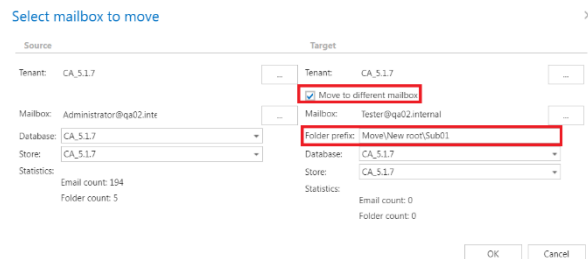 Select mailbox to move
Source
Tenant: CA_5.1.7 ...
Mailbox: Administrator@qa02.inte ...
Database: CA_5.1.7
Store: CA_5.1.7
Statistics:
Email count: 194
Folder count: 5
Target
Tenant: CA_5.1.7 ...
Move to different mailbox
Mailbox: Tester@qa02.internal ...
Folder prefix: Move\New root\Sub01
Database: CA_5.1.7
Store: CA_5.1.7
Statistics:
Email count: 0
Folder count: 0
OK Cancel